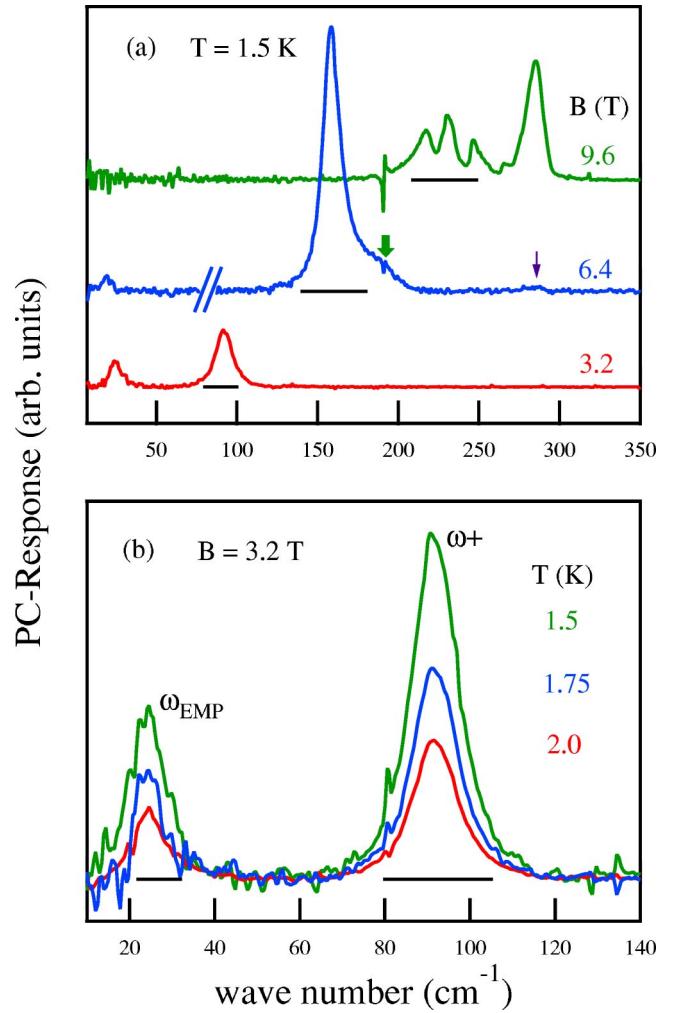 (a) T = 1.5 K
B (T)
9.6
6.4
3.2
50 100 150 200 250 300 350
PC-Response (arb. units)
(b) B = 3.2 T
ω+
T (K)
1.5
ω_EMP
1.75
2.0
20 40 60 80 100 120 140
wave number (cm⁻¹)